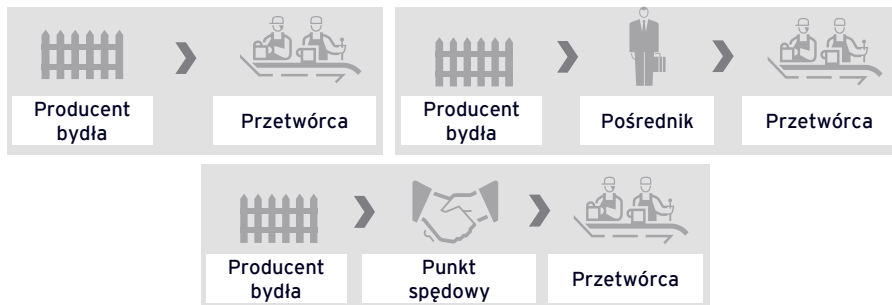 Producent
bydła
Przetwórca
Producent
bydła
Pośrednik
Przetwórca
Producent
bydła
Punkt
spędowy
Przetwórca